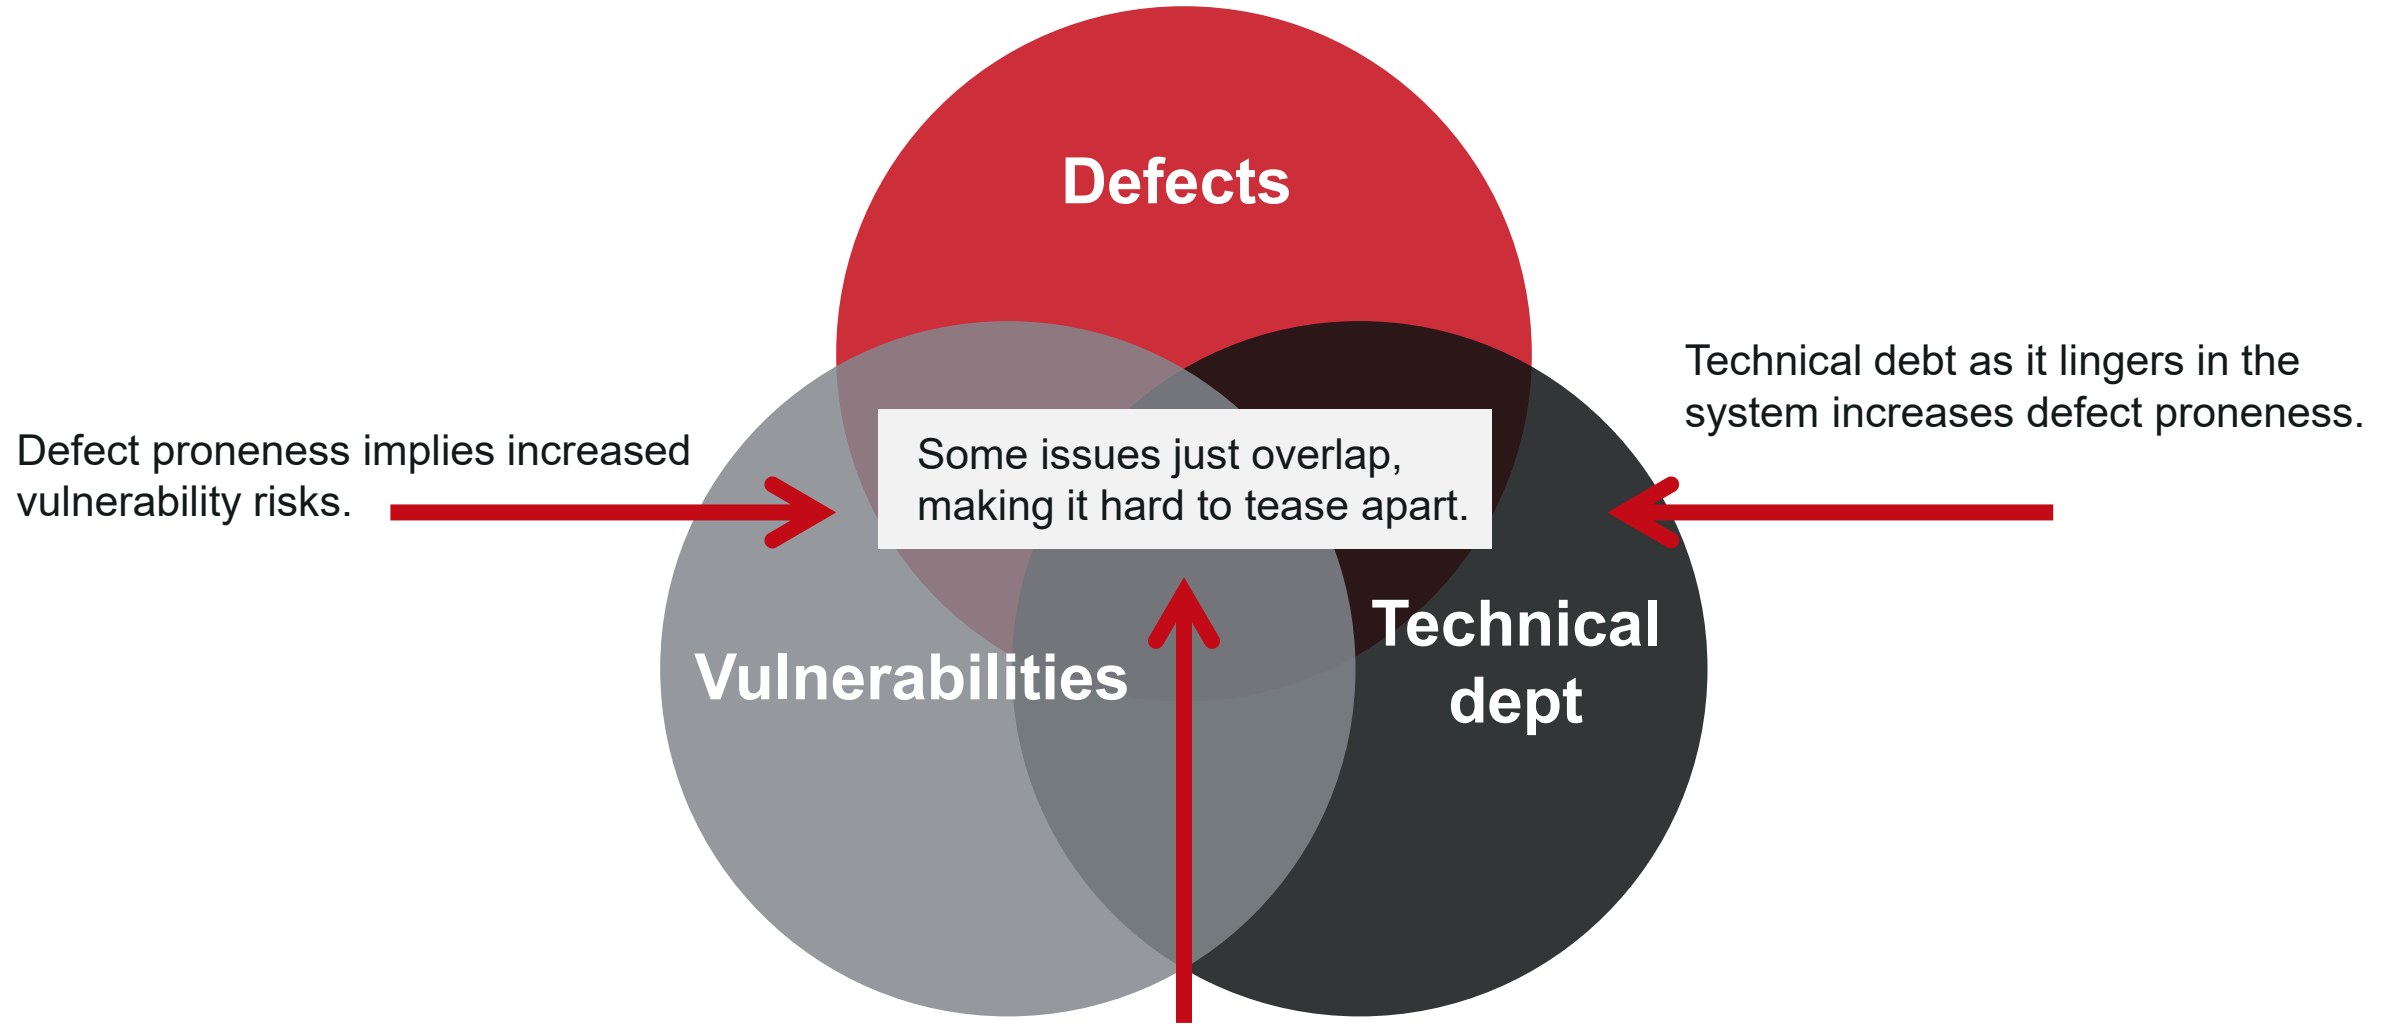 Defects
Technical debt as it lingers in the
system increases defect proneness.
Defect proneness implies increased
vulnerability risks.
Some issues just overlap,
making it hard to tease apart.
Vulnerabilities
Technical
dept